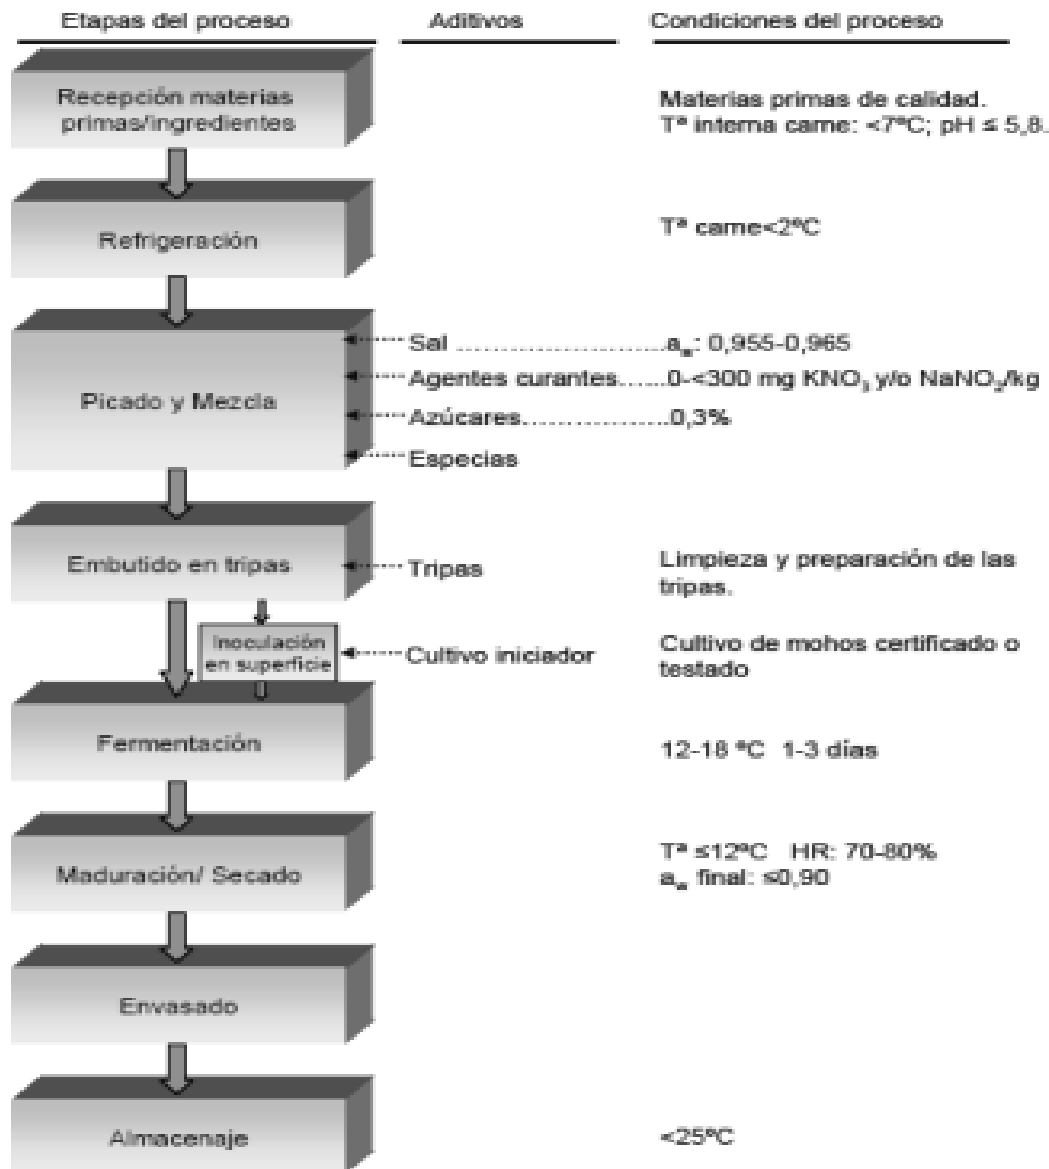 Etapas del proceso Aditivos Condiciones del proceso
Recepción materias
primas/ingredientes
Materias primas de calidad.
Tª interna carne: <7ºC; pH ≤ 5,8.
Refrigeración
Tª carne<2ºC
Picado y Mezcla
Sal ........................a_w: 0,955-0,965
Agentes curantes......0-<300 mg KNO₃ y/o NaNO₂/kg
Azúcares.....................0,3%
Especias
Embutido en tripas
Tripas
Limpieza y preparación de las
tripas.
Inoculación
en superficie
Cultivo iniciador
Cultivo de mohos certificado o
testado
Fermentación
12-18 ºC 1-3 días
Maduración/ Secado
Tª ≤12ºC HR: 70-80%
a_w final: ≤0,90
Envasado
Almacenaje
<25ºC